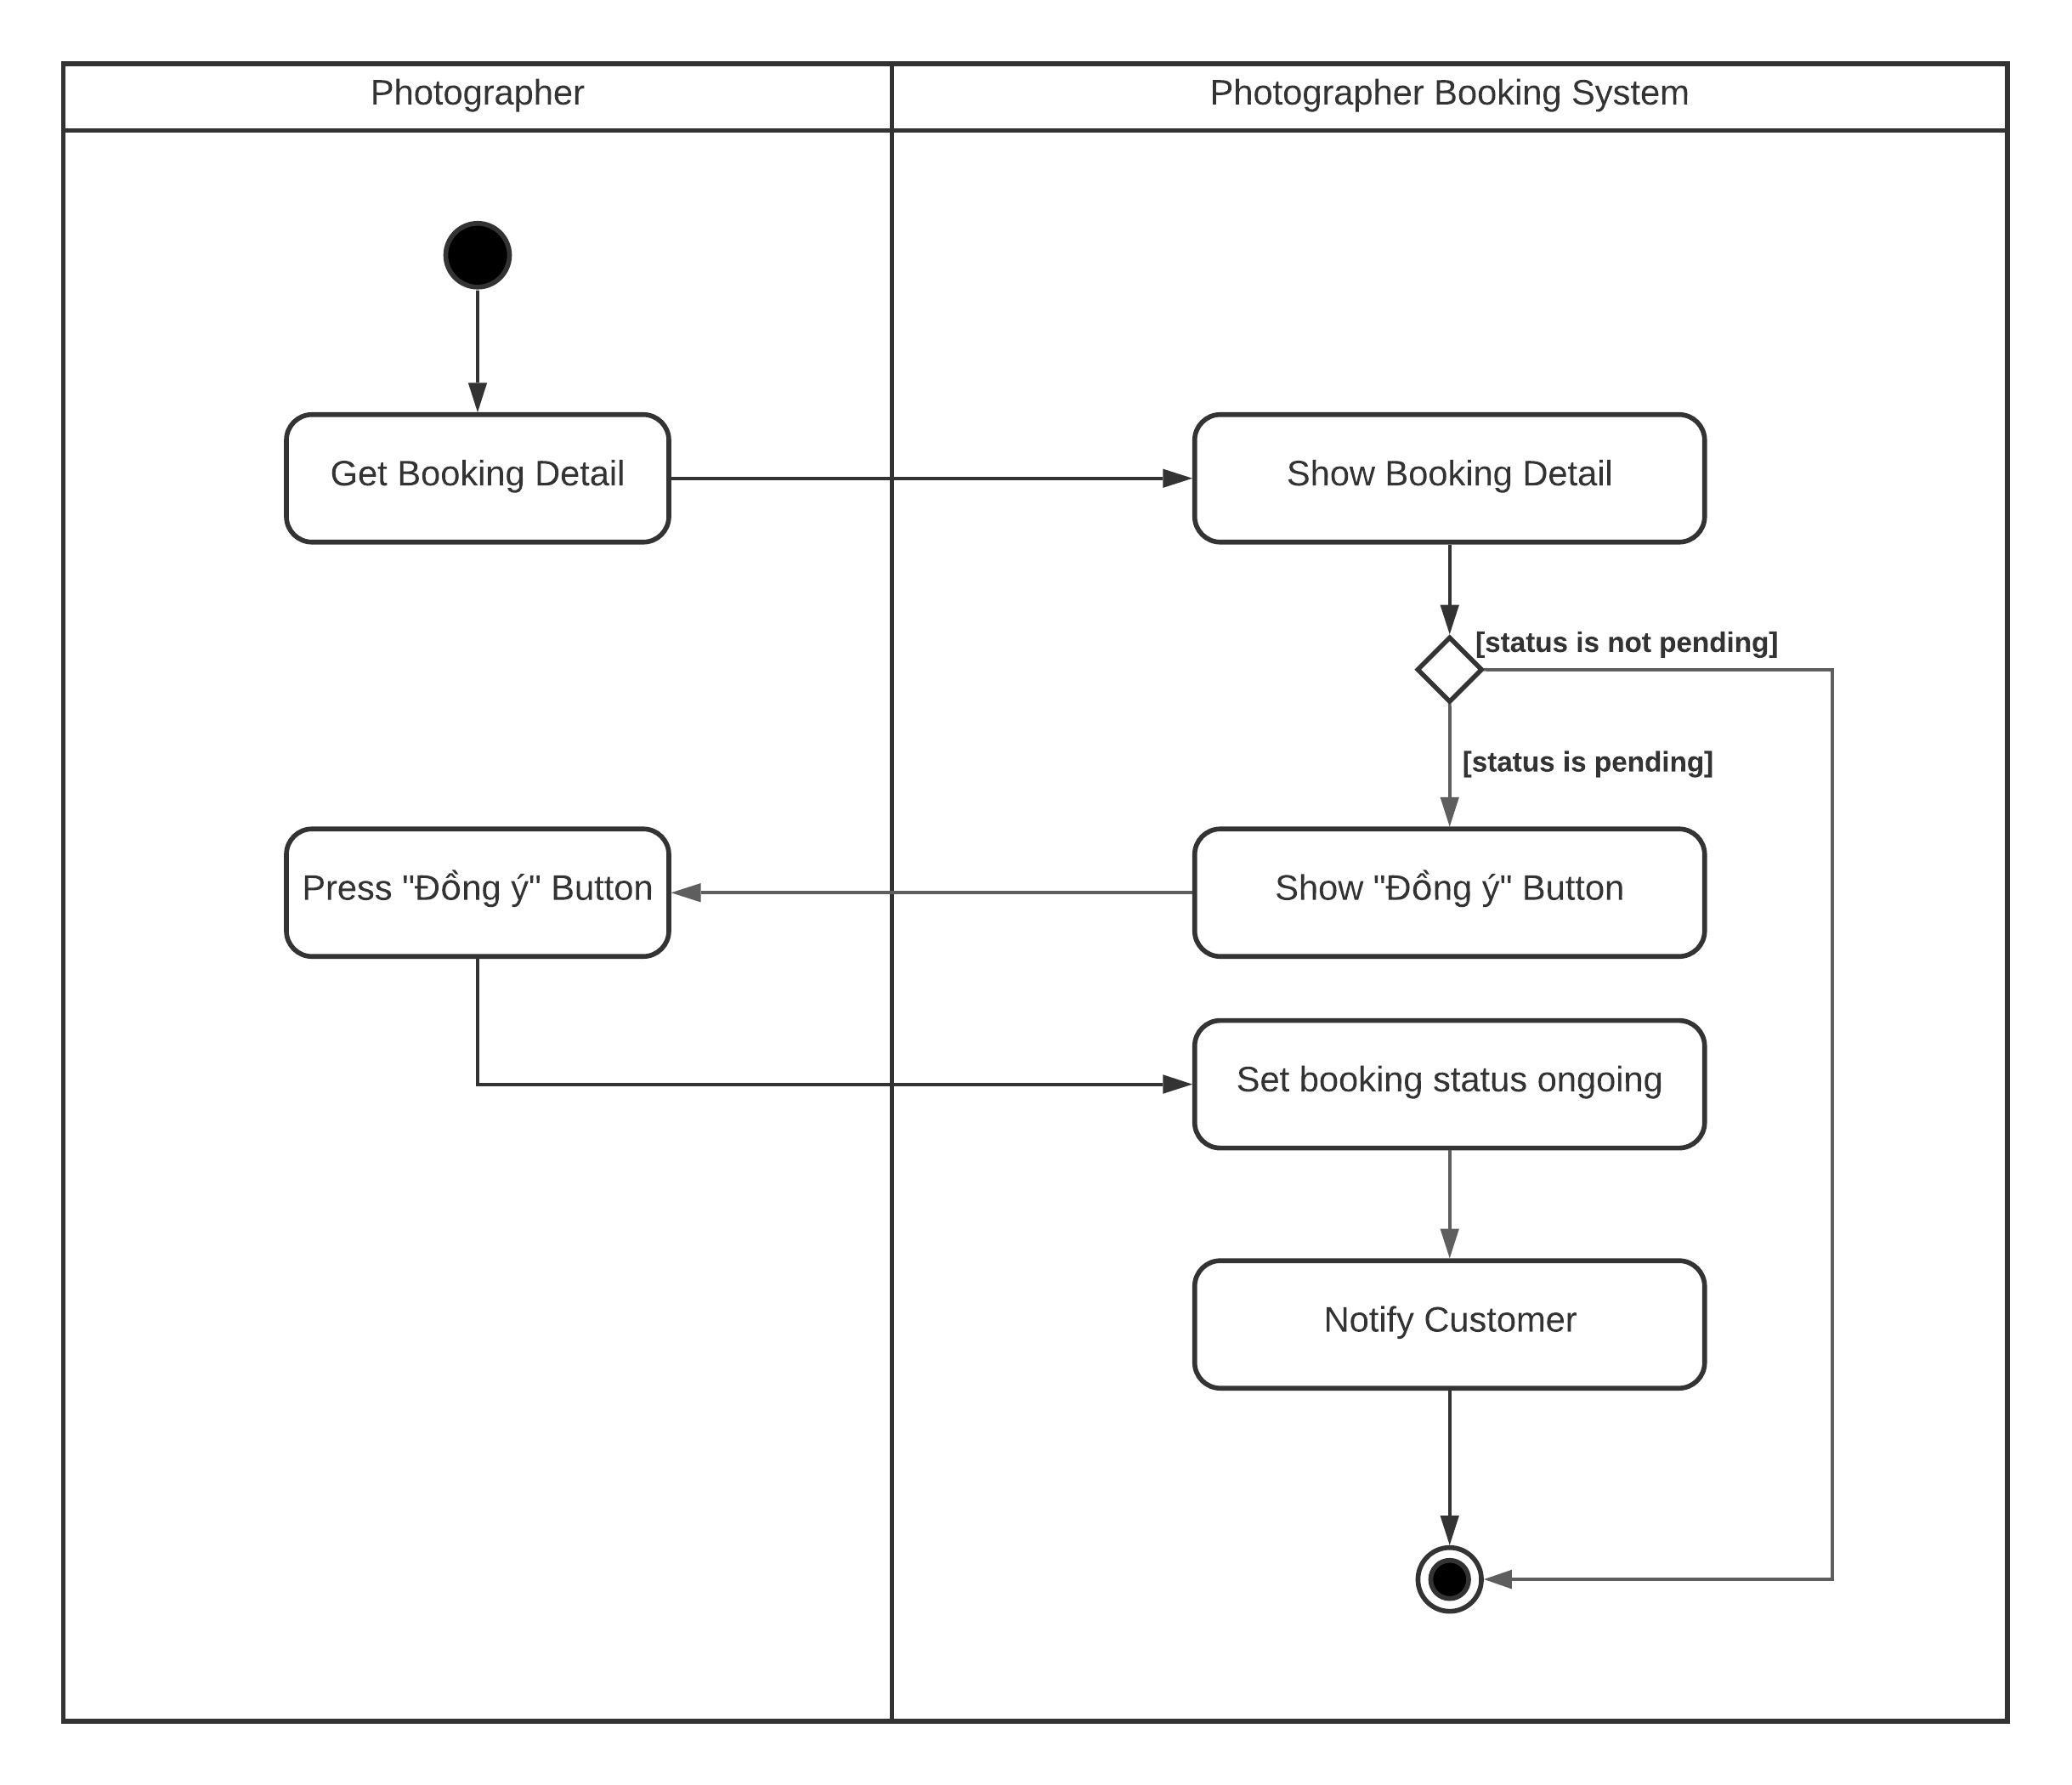 Photographer
Photographer Booking System
Get Booking Detail
Show Booking Detail
[status is not pending]
[status is pending]
Press "Đồng ý" Button
Show "Đồng ý" Button
Set booking status ongoing
Notify Customer